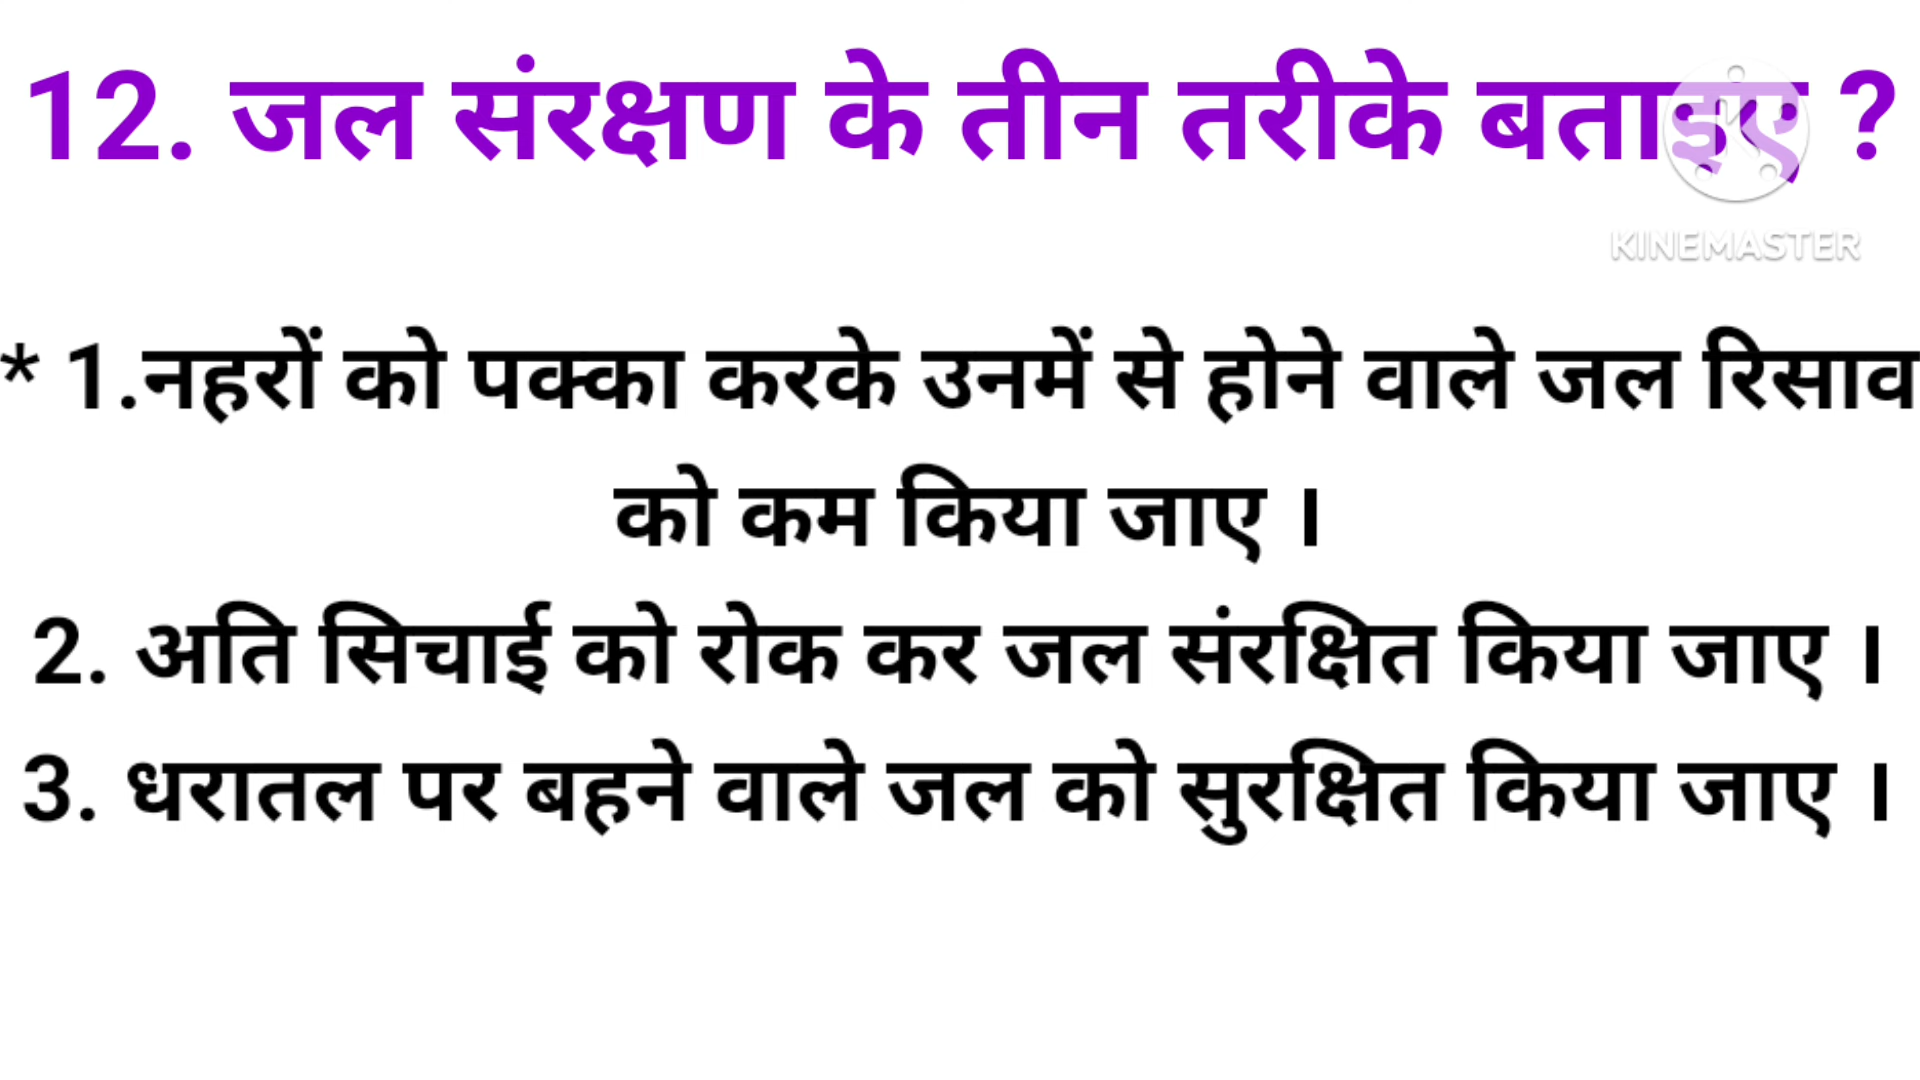 12. जल संरक्षण के तीन तरीके बताइए ?
KINEMASTER
* 1.नहरों को पक्का करके उनमें से होने वाले जल रिसाव
को कम किया जाए ।
2. अति सिचाई को रोक कर जल संरक्षित किया जाए ।
3. धरातल पर बहने वाले जल को सुरक्षित किया जाए ।